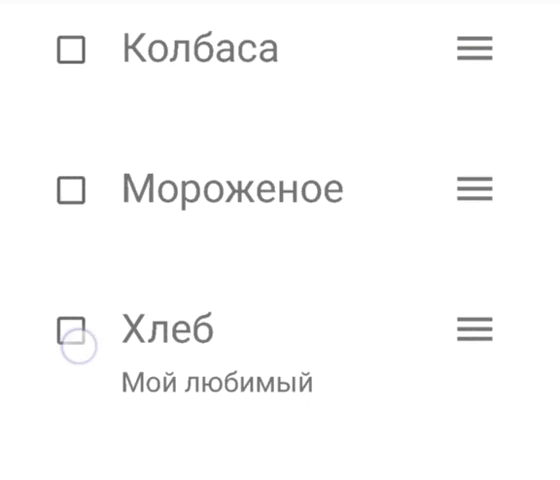 Колбаса
Мороженое
Хлеб
Мой любимый